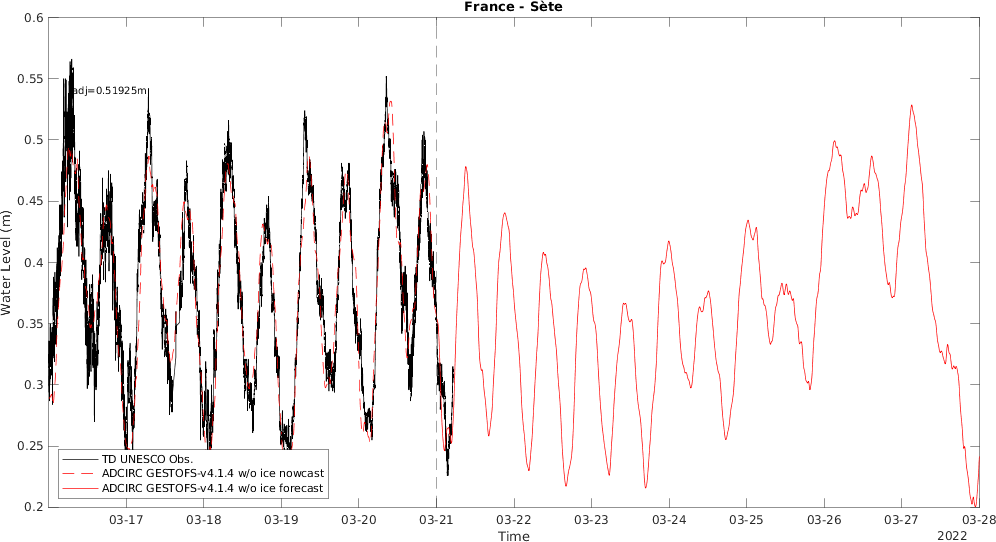 France - Sète
Water Level (m)
0.6
0.55
0.5
0.45
0.4
0.35
0.3
0.25
0.2
adj=0.51925m
TD UNESCO Obs.
ADCIRC GESTOFS-v4.1.4 w/o ice nowcast
ADCIRC GESTOFS-v4.1.4 w/o ice forecast
03-17 03-18 03-19 03-20 03-21 03-22 03-23 03-24 03-25 03-26 03-27 03-28
Time
2022